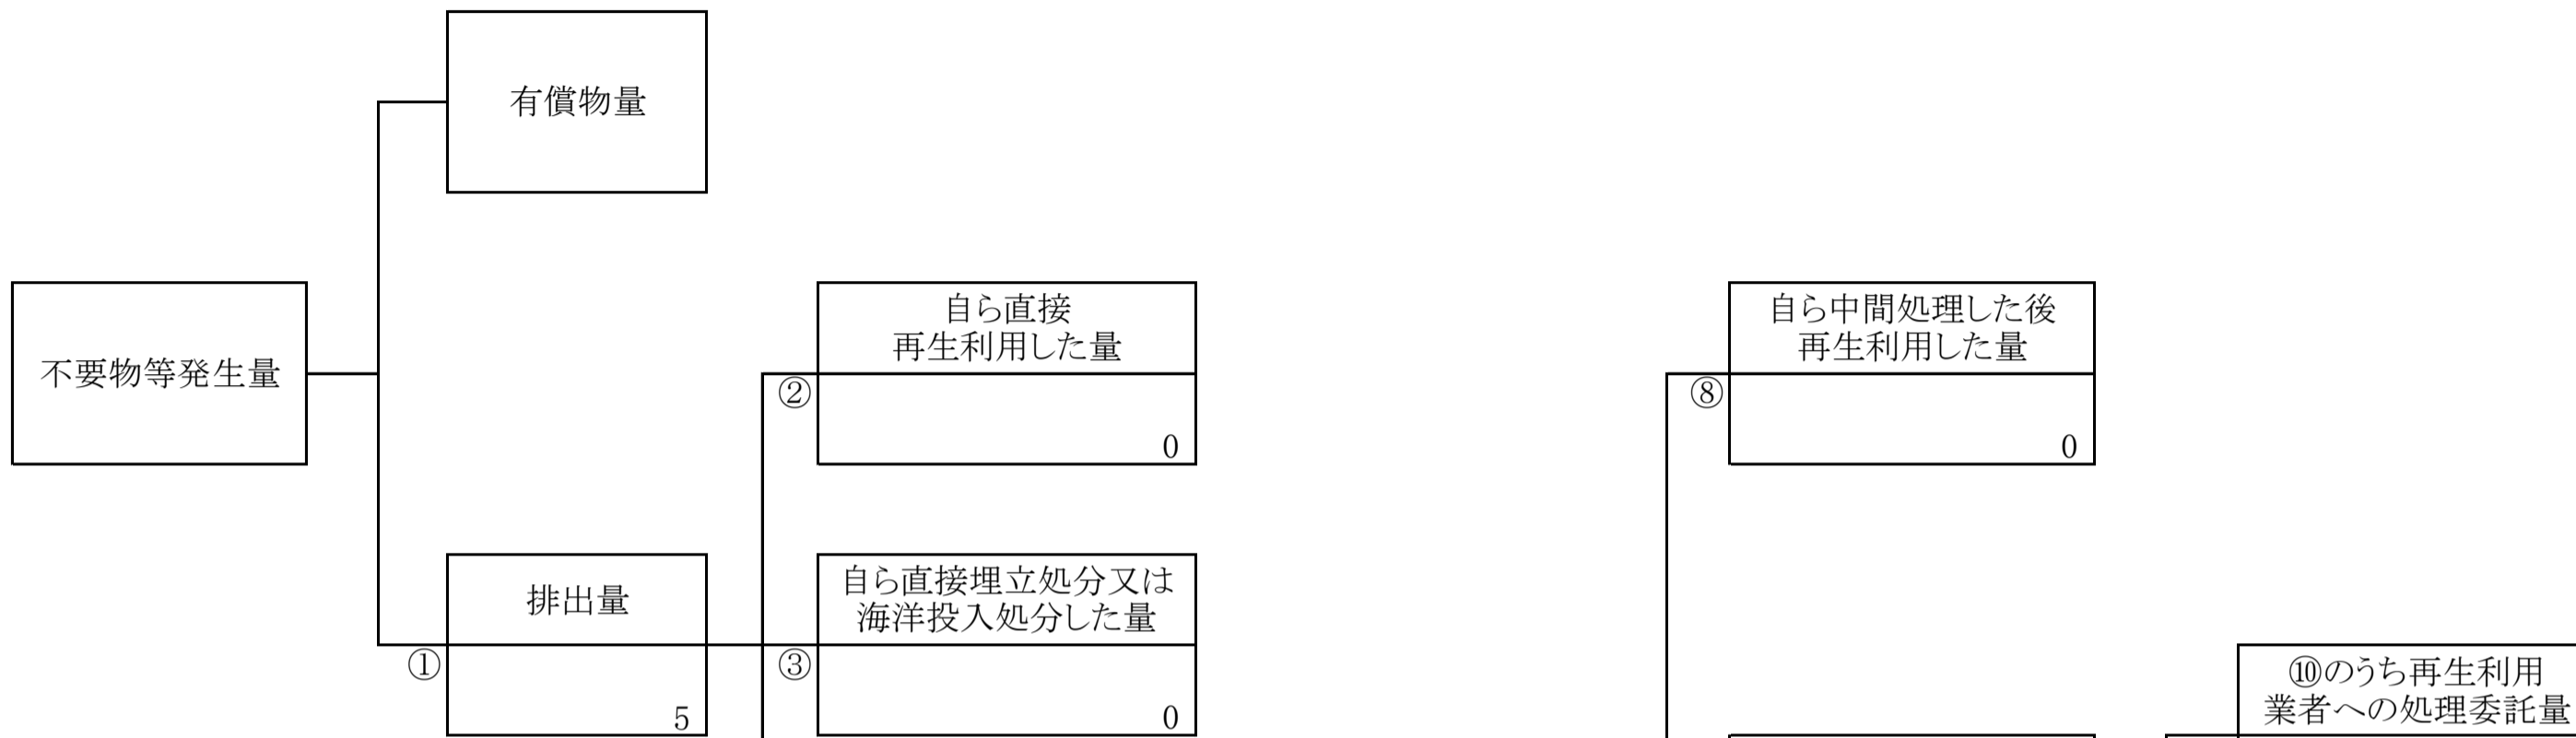 有償物量
不要物等発生量
自ら直接
再生利用した量
②
0
自ら中間処理した後
再生利用した量
⑧
0
排出量
①
5
自ら直接埋立処分又は
海洋投入処分した量
③
0
⑩のうち再生利用
業者への処理委託量